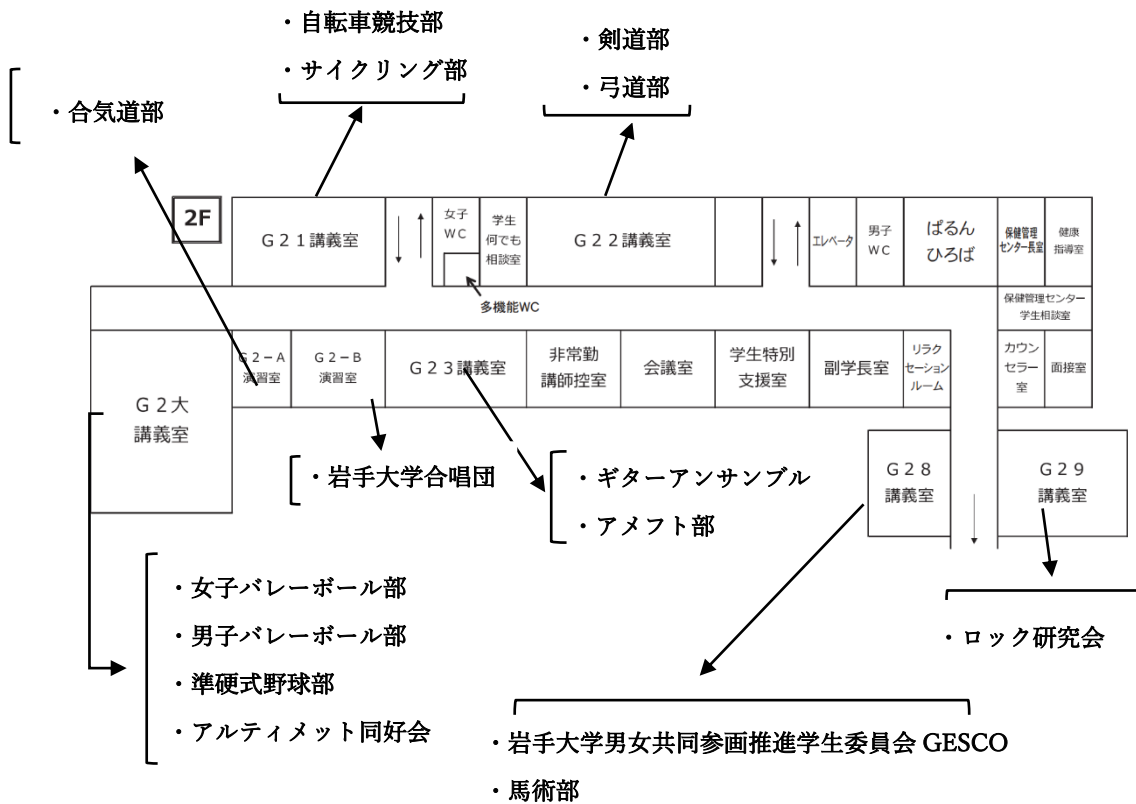 ・自転車競技部
・サイクリング部
・剣道部
・弓道部
・合気道部
2F
G21講義室
女子
WC
学生
何でも
相談室
G22講義室
エレベータ
男子
WC
ぱるん
ひろば
保健管理
センター長室
健康
指導室
多機能WC
保健管理センター
学生相談室
G2大
講義室
G2-A
演習室
G2-B
演習室
G23講義室
非常勤
講師控室
会議室
学生特別
支援室
副学長室
リラク
セーション
ルーム
カウン
セラー
室
面接室
G28
講義室
G29
講義室
・岩手大学合唱団
・ギターアンサンブル
・アメフト部
・女子バレーボール部
・男子バレーボール部
・準硬式野球部
・アルティメット同好会
・ロック研究会
・岩手大学男女共同参画推進学生委員会 GESCO
・馬術部